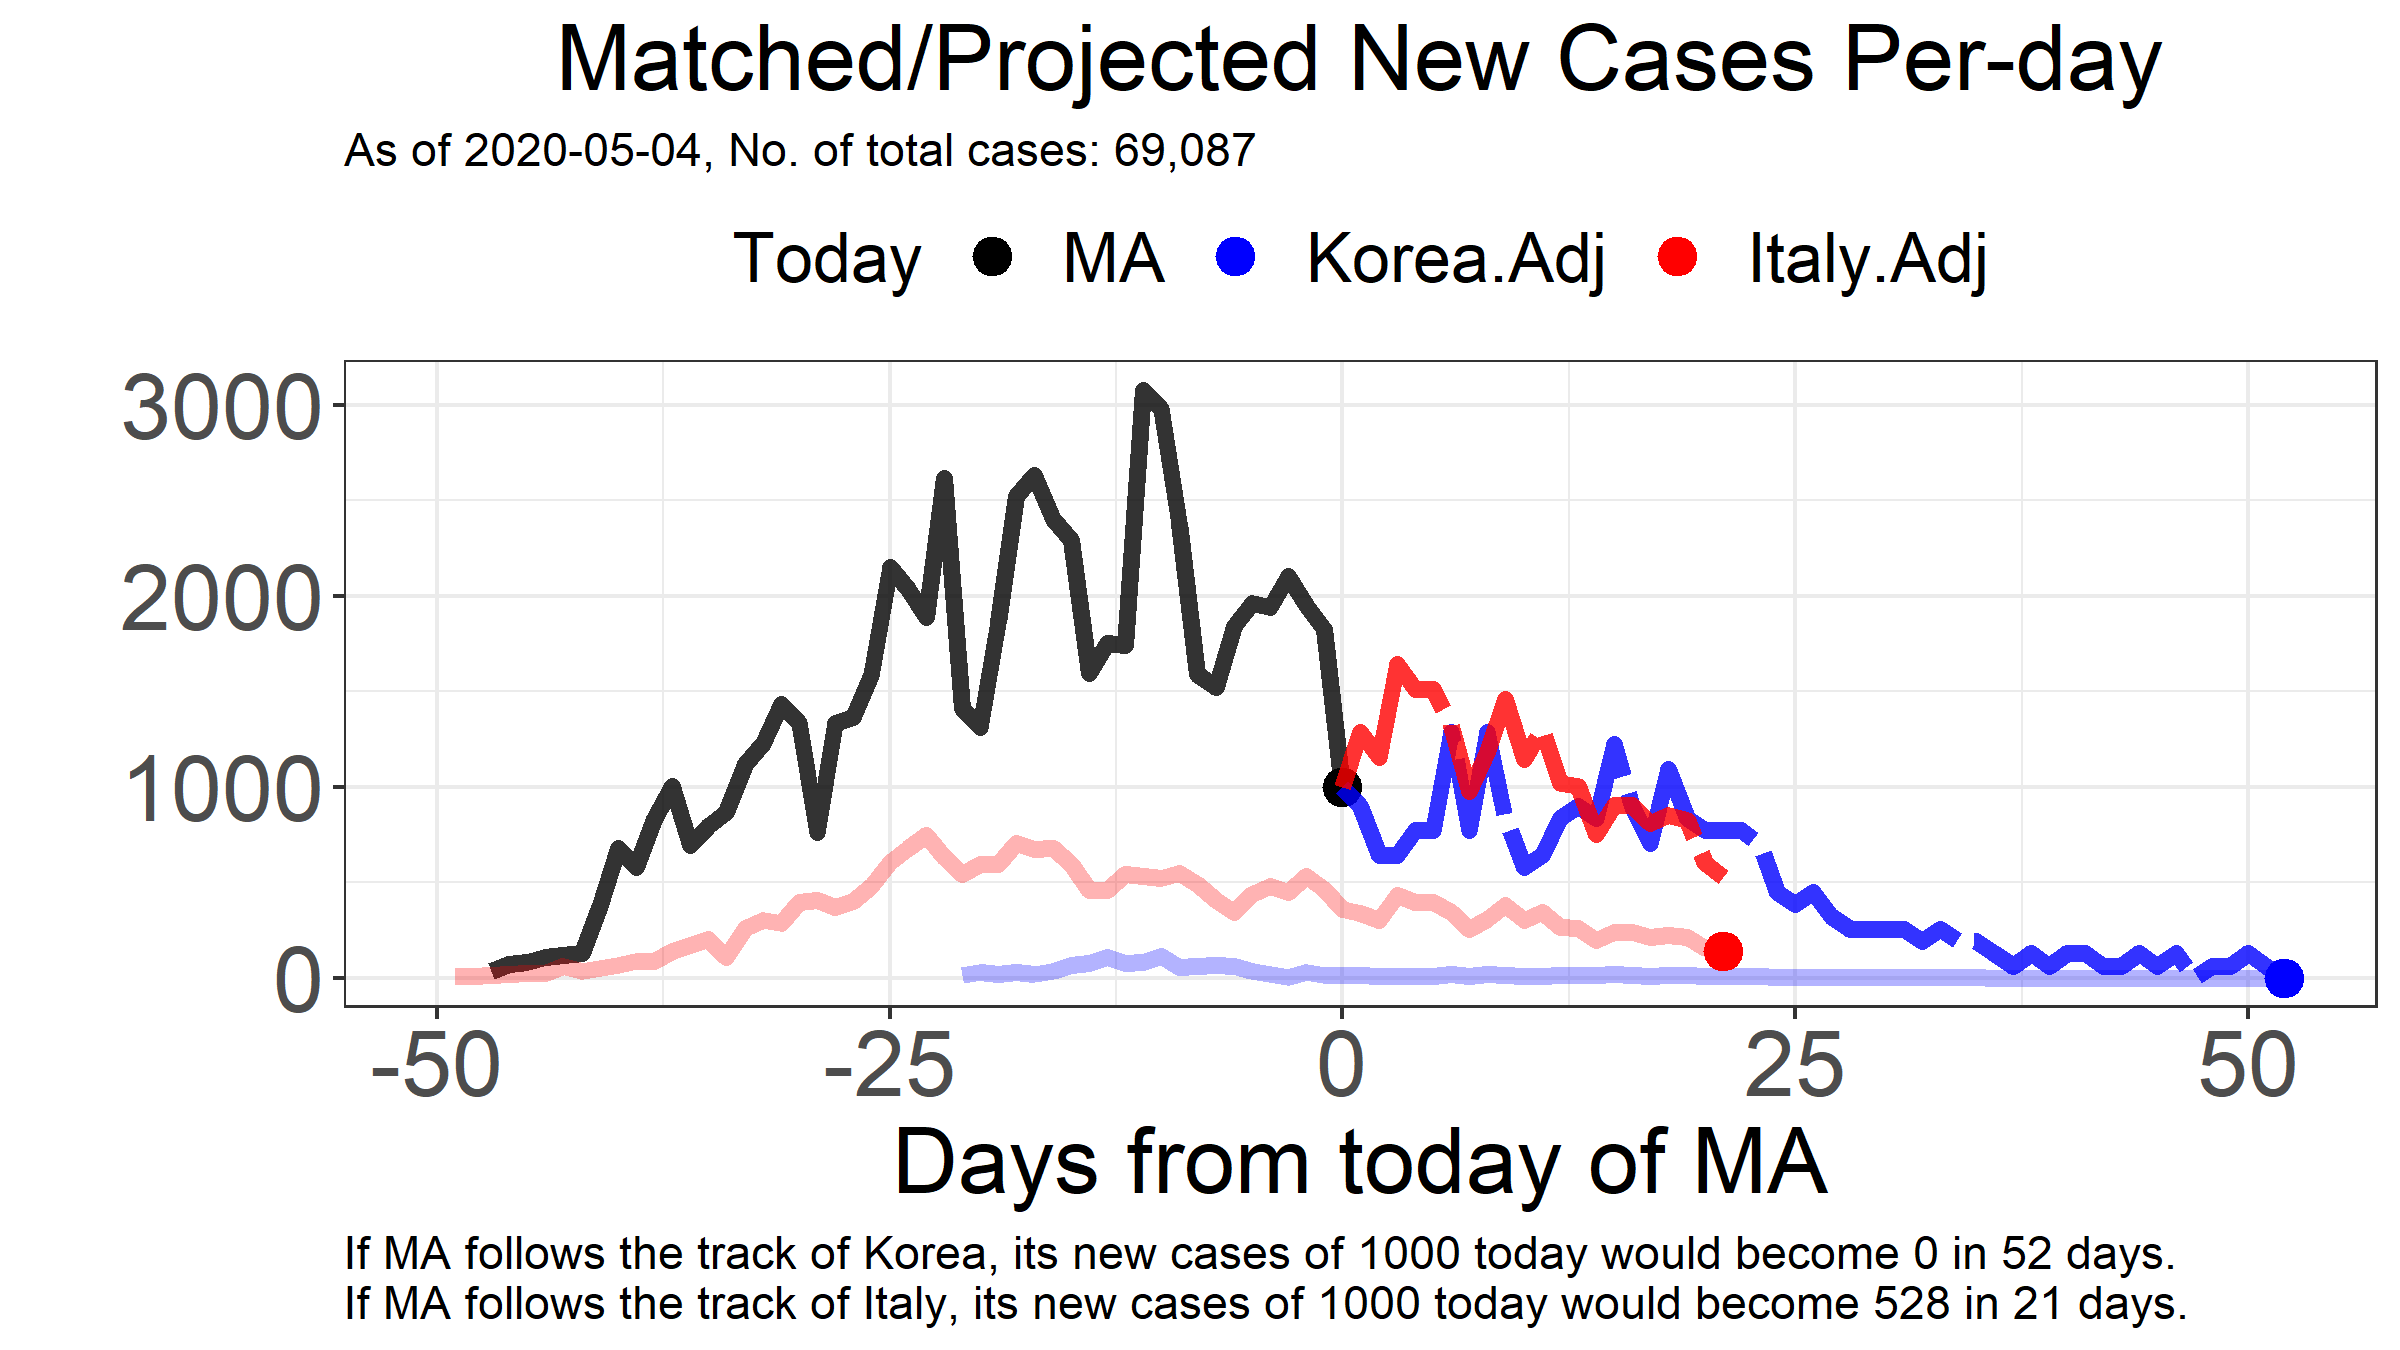 Matched/Projected New Cases Per-day
As of 2020-05-04, No. of total cases: 69,087
Today MA Korea.Adj Italy.Adj
3000
2000
1000
0
-50 -25 0 25 50
Days from today of MA
If MA follows the track of Korea, its new cases of 1000 today would become 0 in 52 days.
If MA follows the track of Italy, its new cases of 1000 today would become 528 in 21 days.